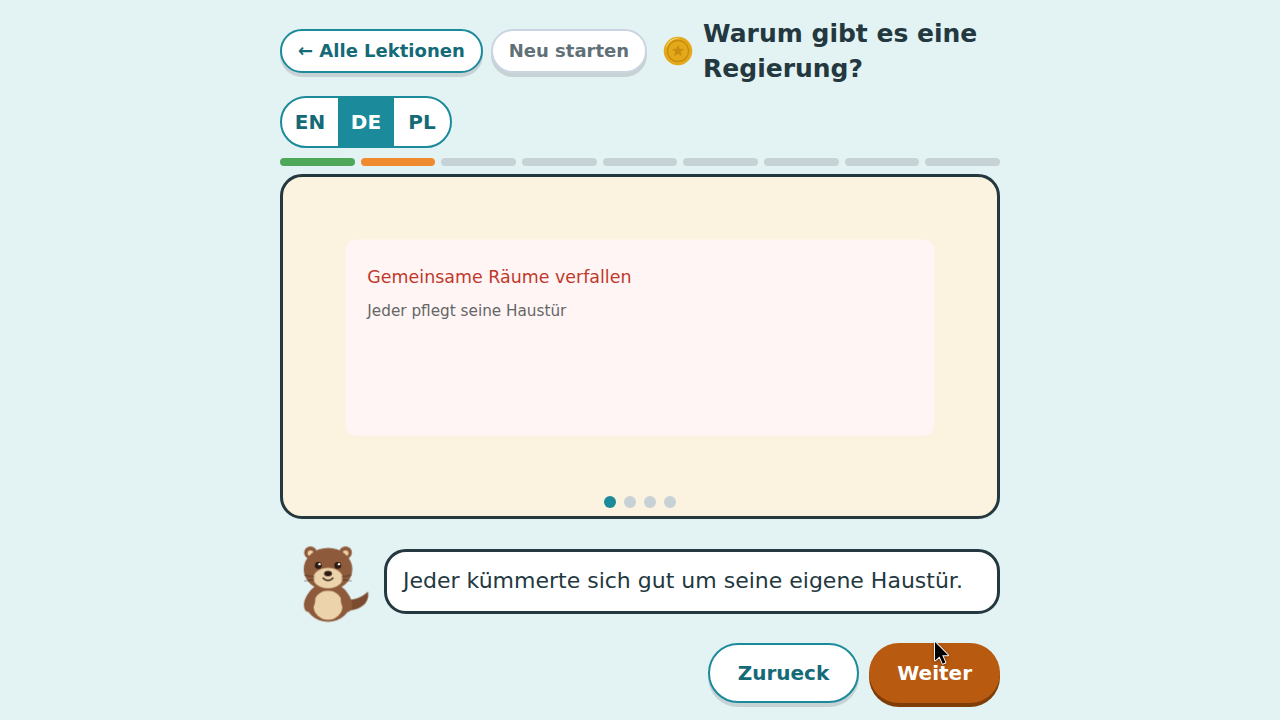 ← Alle Lektionen
Neu starten
Warum gibt es eine
Regierung?
EN
DE
PL
Gemeinsame Räume verfallen
Jeder pflegt seine Haustür
Jeder kümmerte sich gut um seine eigene Haustür.
Zurueck
Weiter